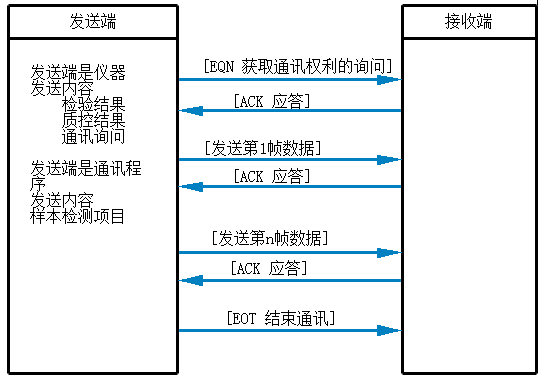 发送端
接收端
发送端是仪器
发送内容
检验结果
质控结果
通讯询问
发送端是通讯程
序
发送内容
样本检测项目
[EQN 获取通讯权利的询问]
[ACK 应答]
[发送第1帧数据]
[ACK 应答]
[发送第n帧数据]
[ACK 应答]
[EOT 结束通讯]